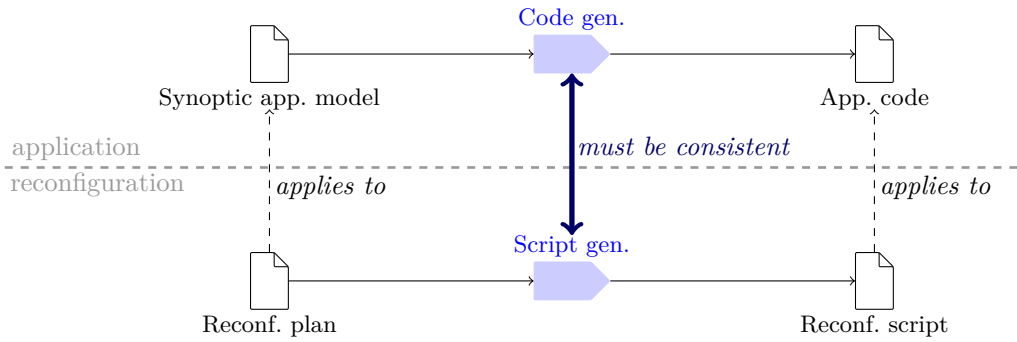 Code gen.
Synoptic app. model
App. code
application
must be consistent
reconfiguration
applies to
applies to
Script gen.
Reconf. plan
Reconf. script